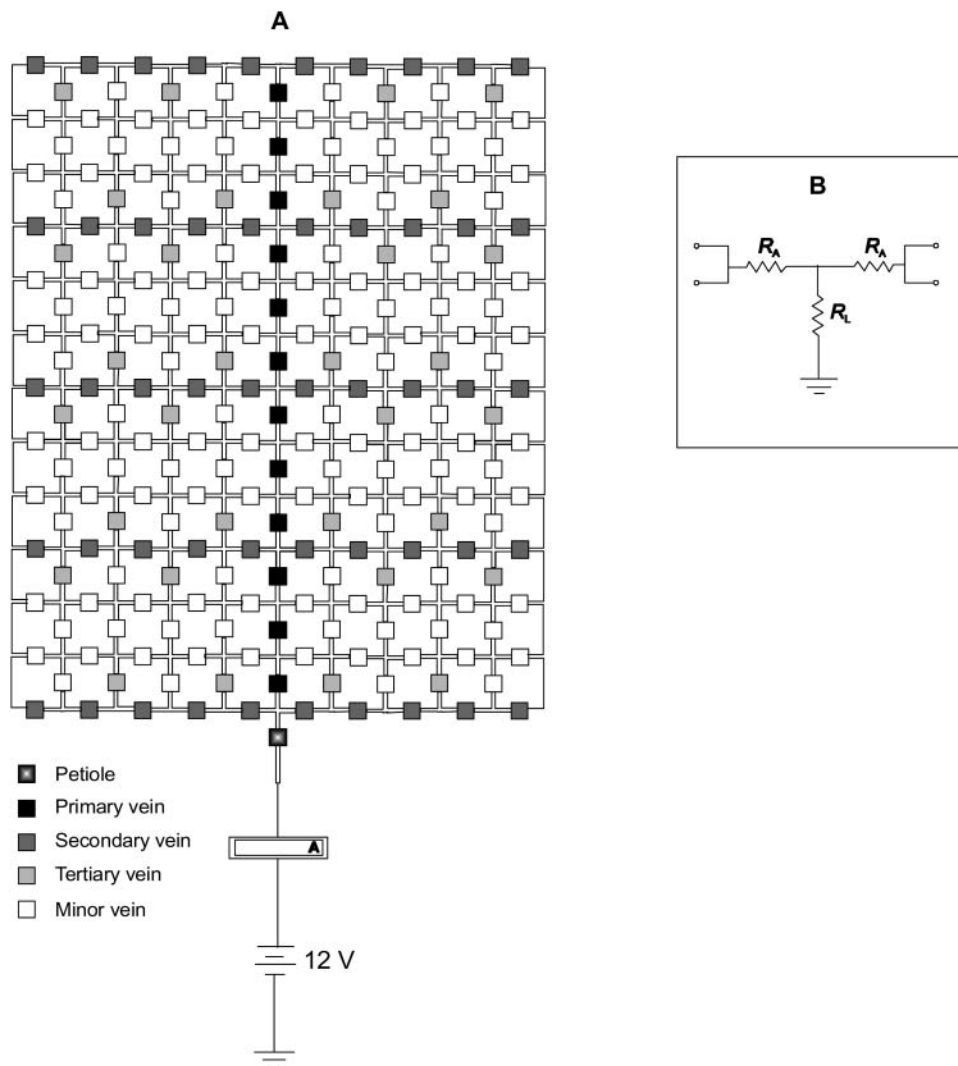 A
B
R_A
R_A
R_L
Petiole
Primary vein
Secondary vein
Tertiary vein
Minor vein
A
12 V